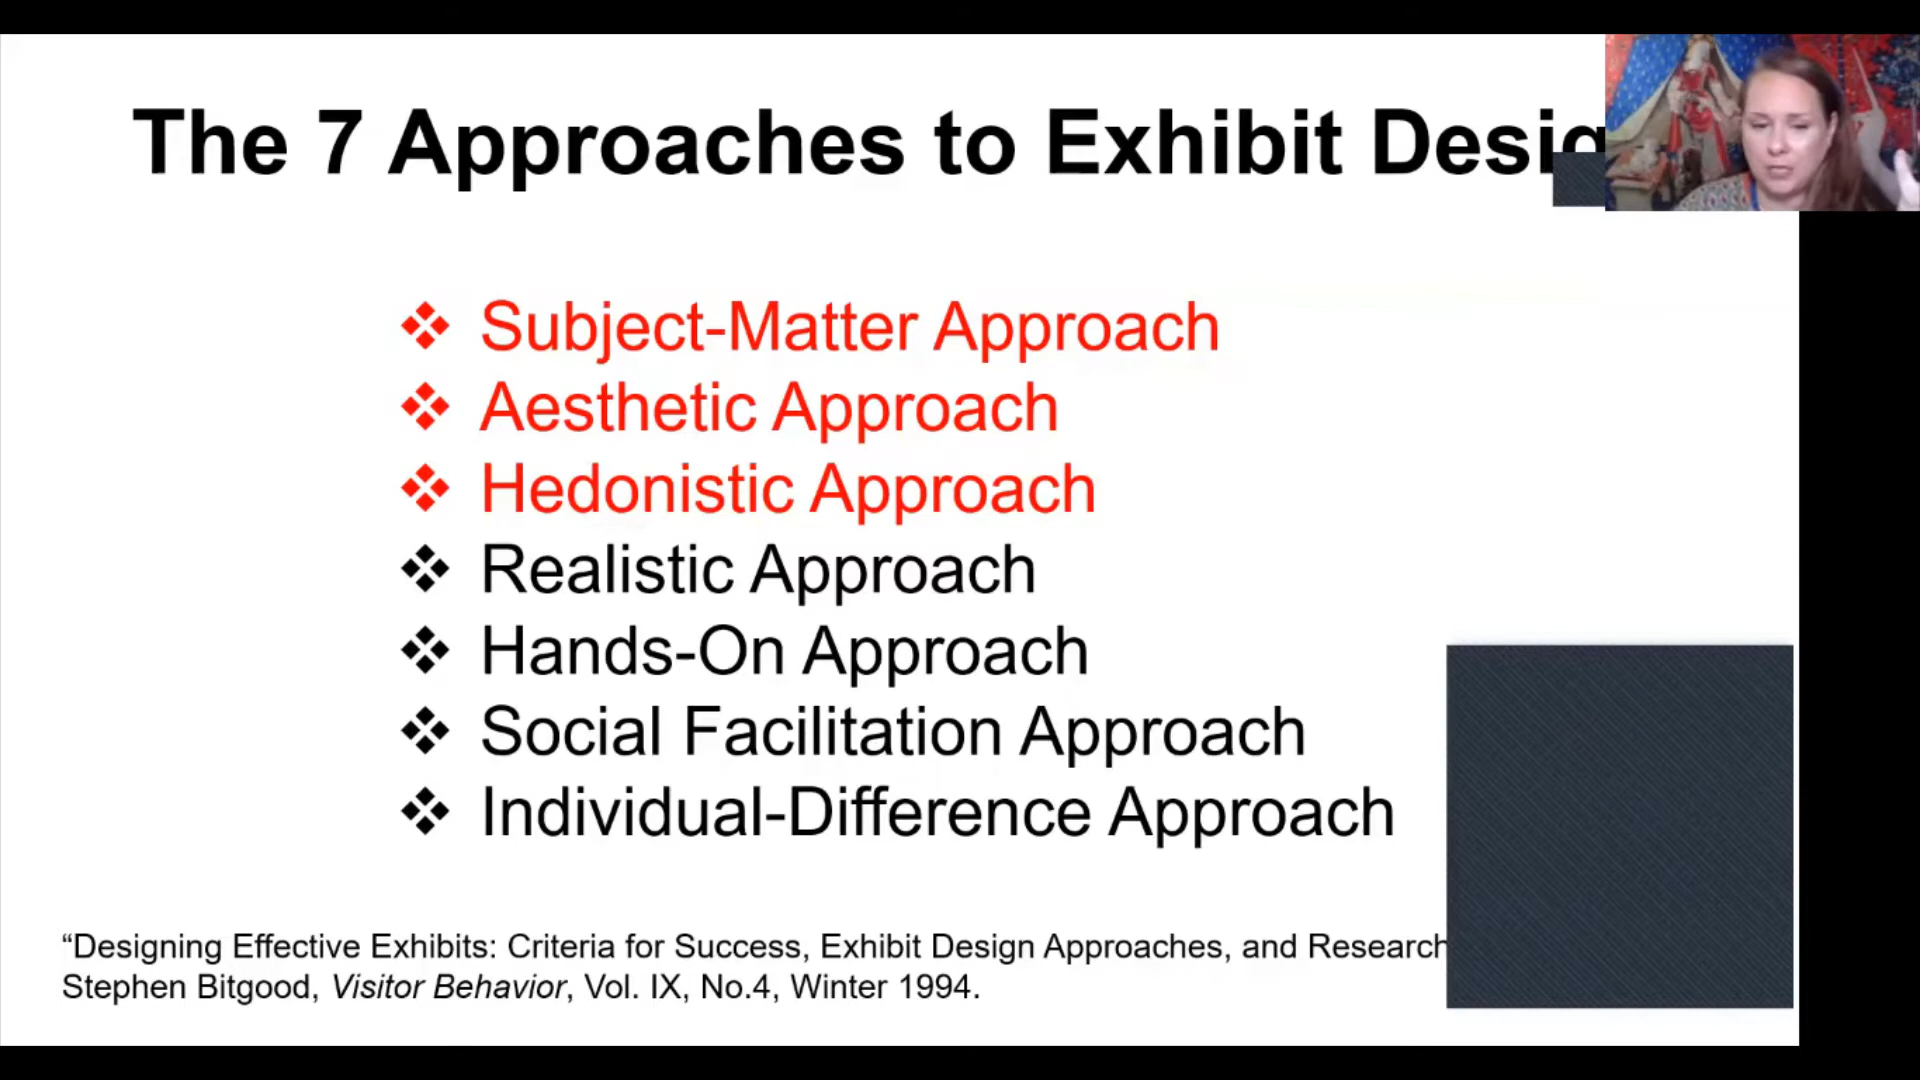 The 7 Approaches to Exhibit
❖ Subject-Matter Approach
❖ Aesthetic Approach
❖ Hedonistic Approach
❖ Realistic Approach
❖ Hands-On Approach
❖ Social Facilitation Approach
❖ Individual-Difference Approach
“Designing Effective Exhibits: Criteria for Success, Exhibit Design Approaches, and Research
Stephen Bitgood, Visitor Behavior, Vol. IX, No.4, Winter 1994.